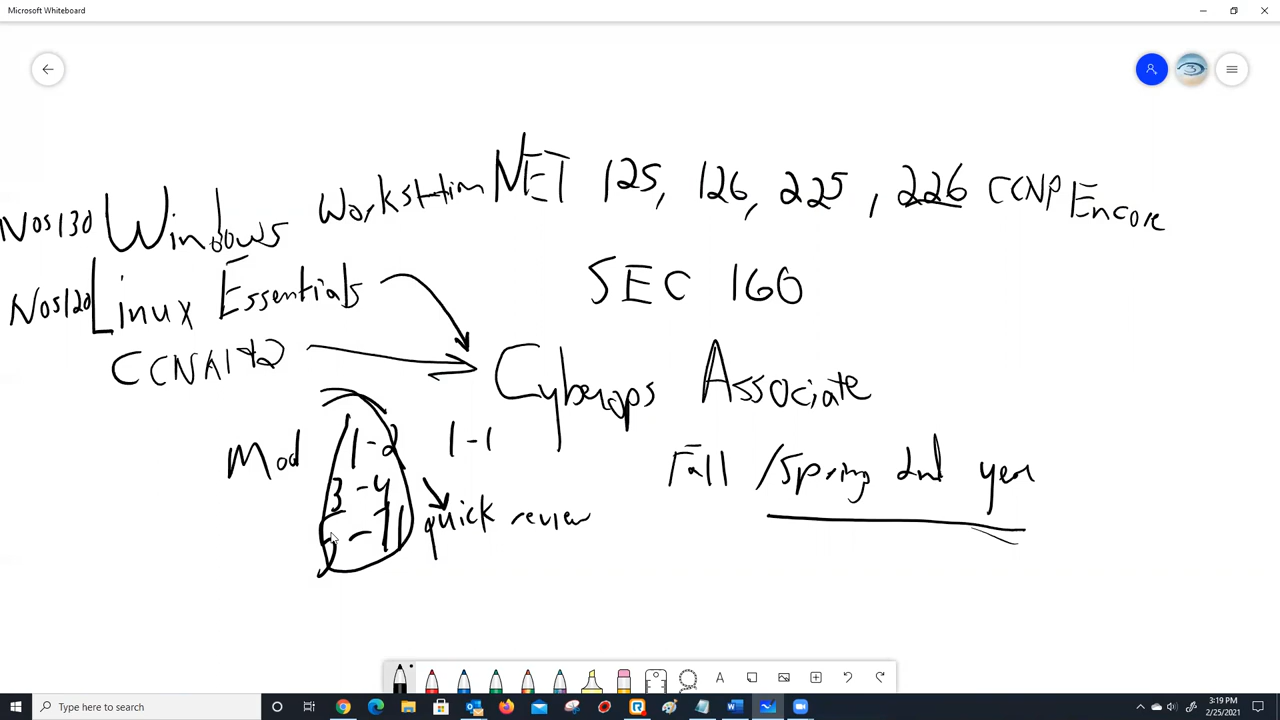 Microsoft Whiteboard
NET 125, 126, 225, 226 CCNP Encore
Nos130 Windows Workstation
SEC 160
Nos120 Linux Essentials
CCNA1+2
Cyberops Associate
Mod 1-2 1-1
3-4
5-11 quick review
Fall /Spring 2nd year
A
Type here to search
3:19 PM
2/25/2021